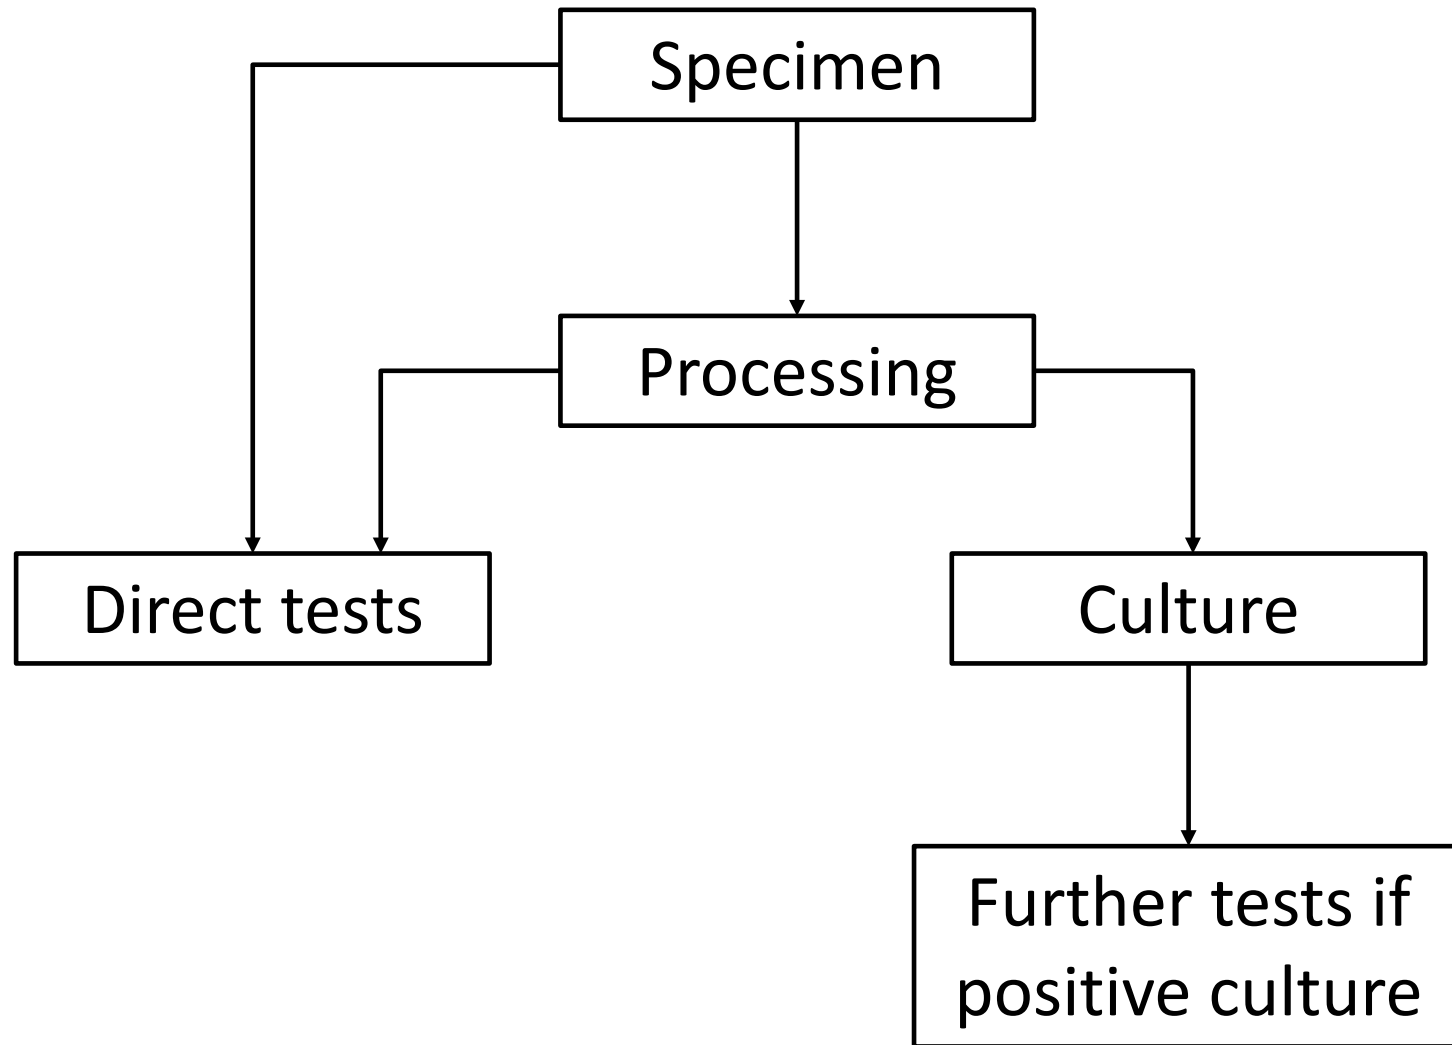 Specimen
Processing
Direct tests
Culture
Further tests if
positive culture